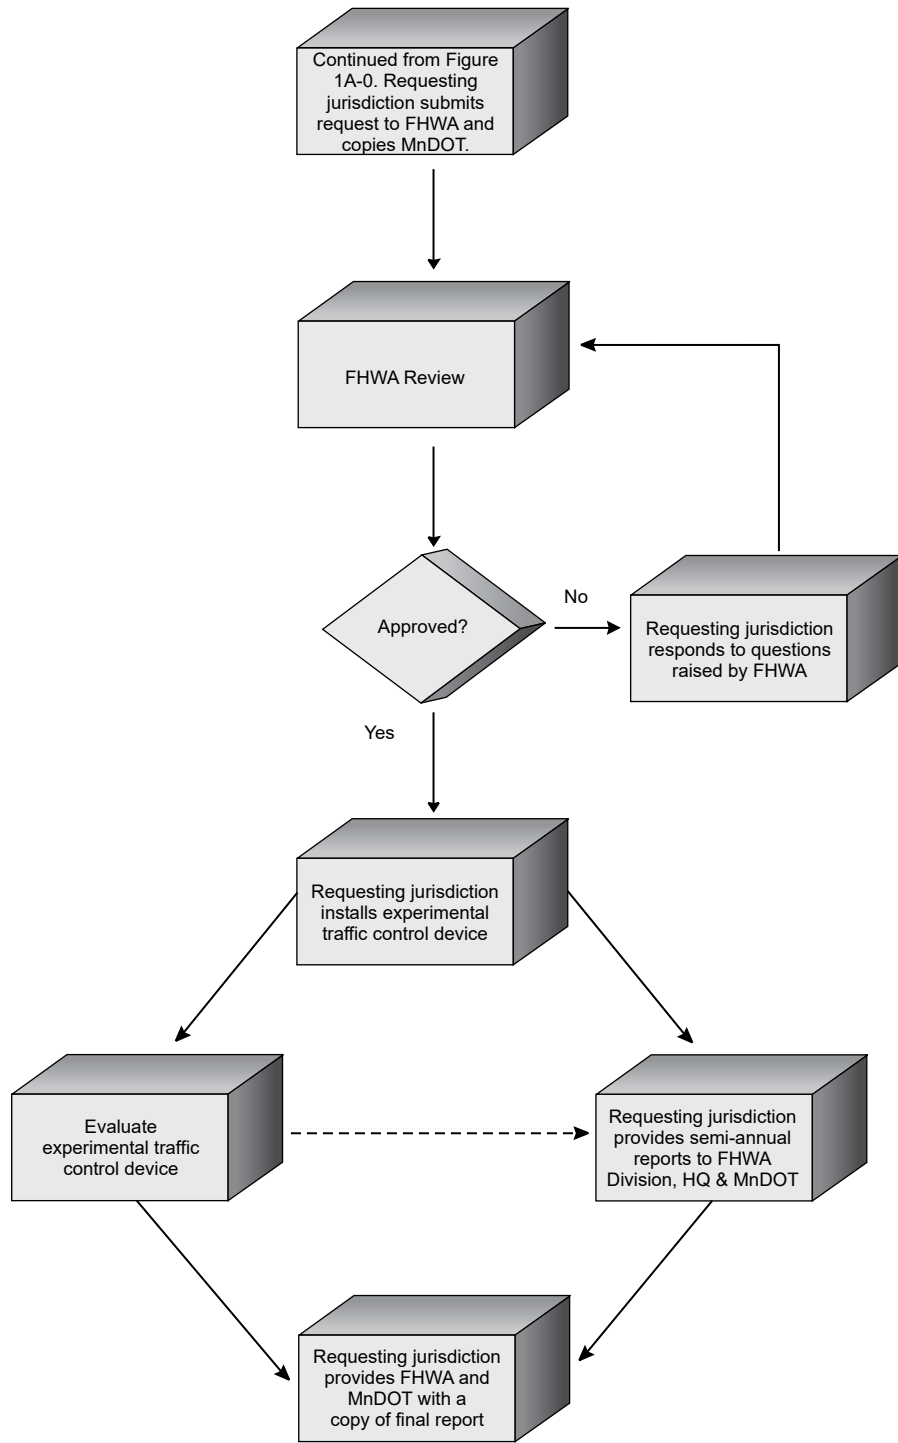 Continued from Figure
1A-0. Requesting
jurisdiction submits
request to FHWA and
copies MnDOT.
FHWA Review
Approved?
No
Requesting jurisdiction
responds to questions
raised by FHWA
Yes
Requesting jurisdiction
installs experimental
traffic control device
Evaluate
experimental traffic
control device
Requesting jurisdiction
provides semi-annual
reports to FHWA
Division, HQ & MnDOT
Requesting jurisdiction
provides FHWA and
MnDOT with a
copy of final report